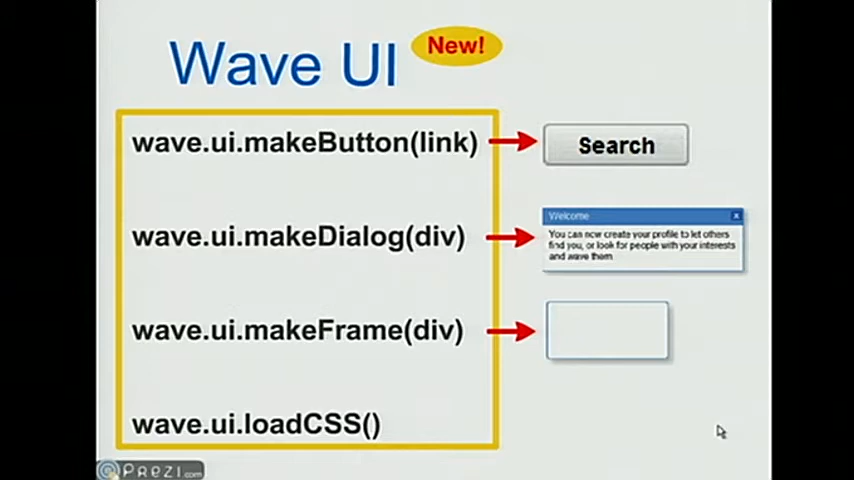 Wave UI
New!
wave.ui.makeButton(link)
Search
wave.ui.makeDialog(div)
Welcome
x
You can now create your profile to let others
find you, or look for people with your interests
and wave them
wave.ui.makeFrame(div)
wave.ui.loadCSS()
PREZI.com